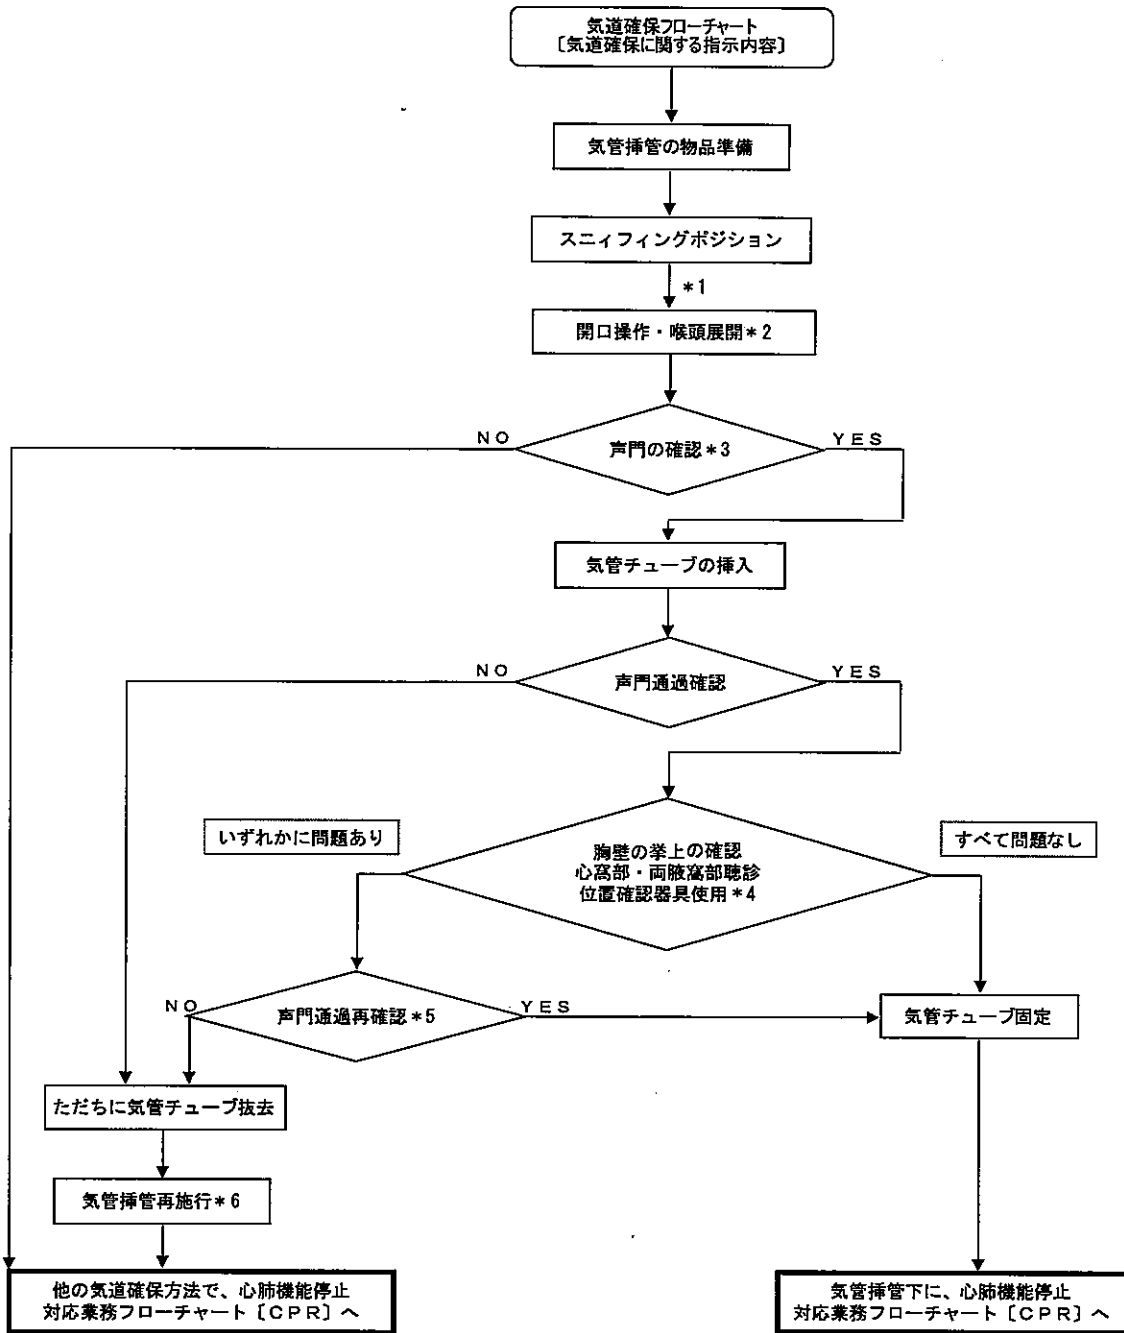 気道確保フローチャート
〔気道確保に関する指示内容〕
気管挿管の物品準備
スニィフィングポジション
*1
開口操作・喉頭展開*2
NO
声門の確認*3
YES
気管チューブの挿入
NO
声門通過確認
YES
いずれかに問題あり
すべて問題なし
胸壁の挙上の確認
心窩部・両腋窩部聴診
位置確認器具使用*4
NO
声門通過再確認*5
YES
気管チューブ固定
ただちに気管チューブ抜去
気管挿管再施行*6
他の気道確保方法で、心肺機能停止
対応業務フローチャート〔CPR〕へ
気管挿管下に、心肺機能停止
対応業務フローチャート〔CPR〕へ